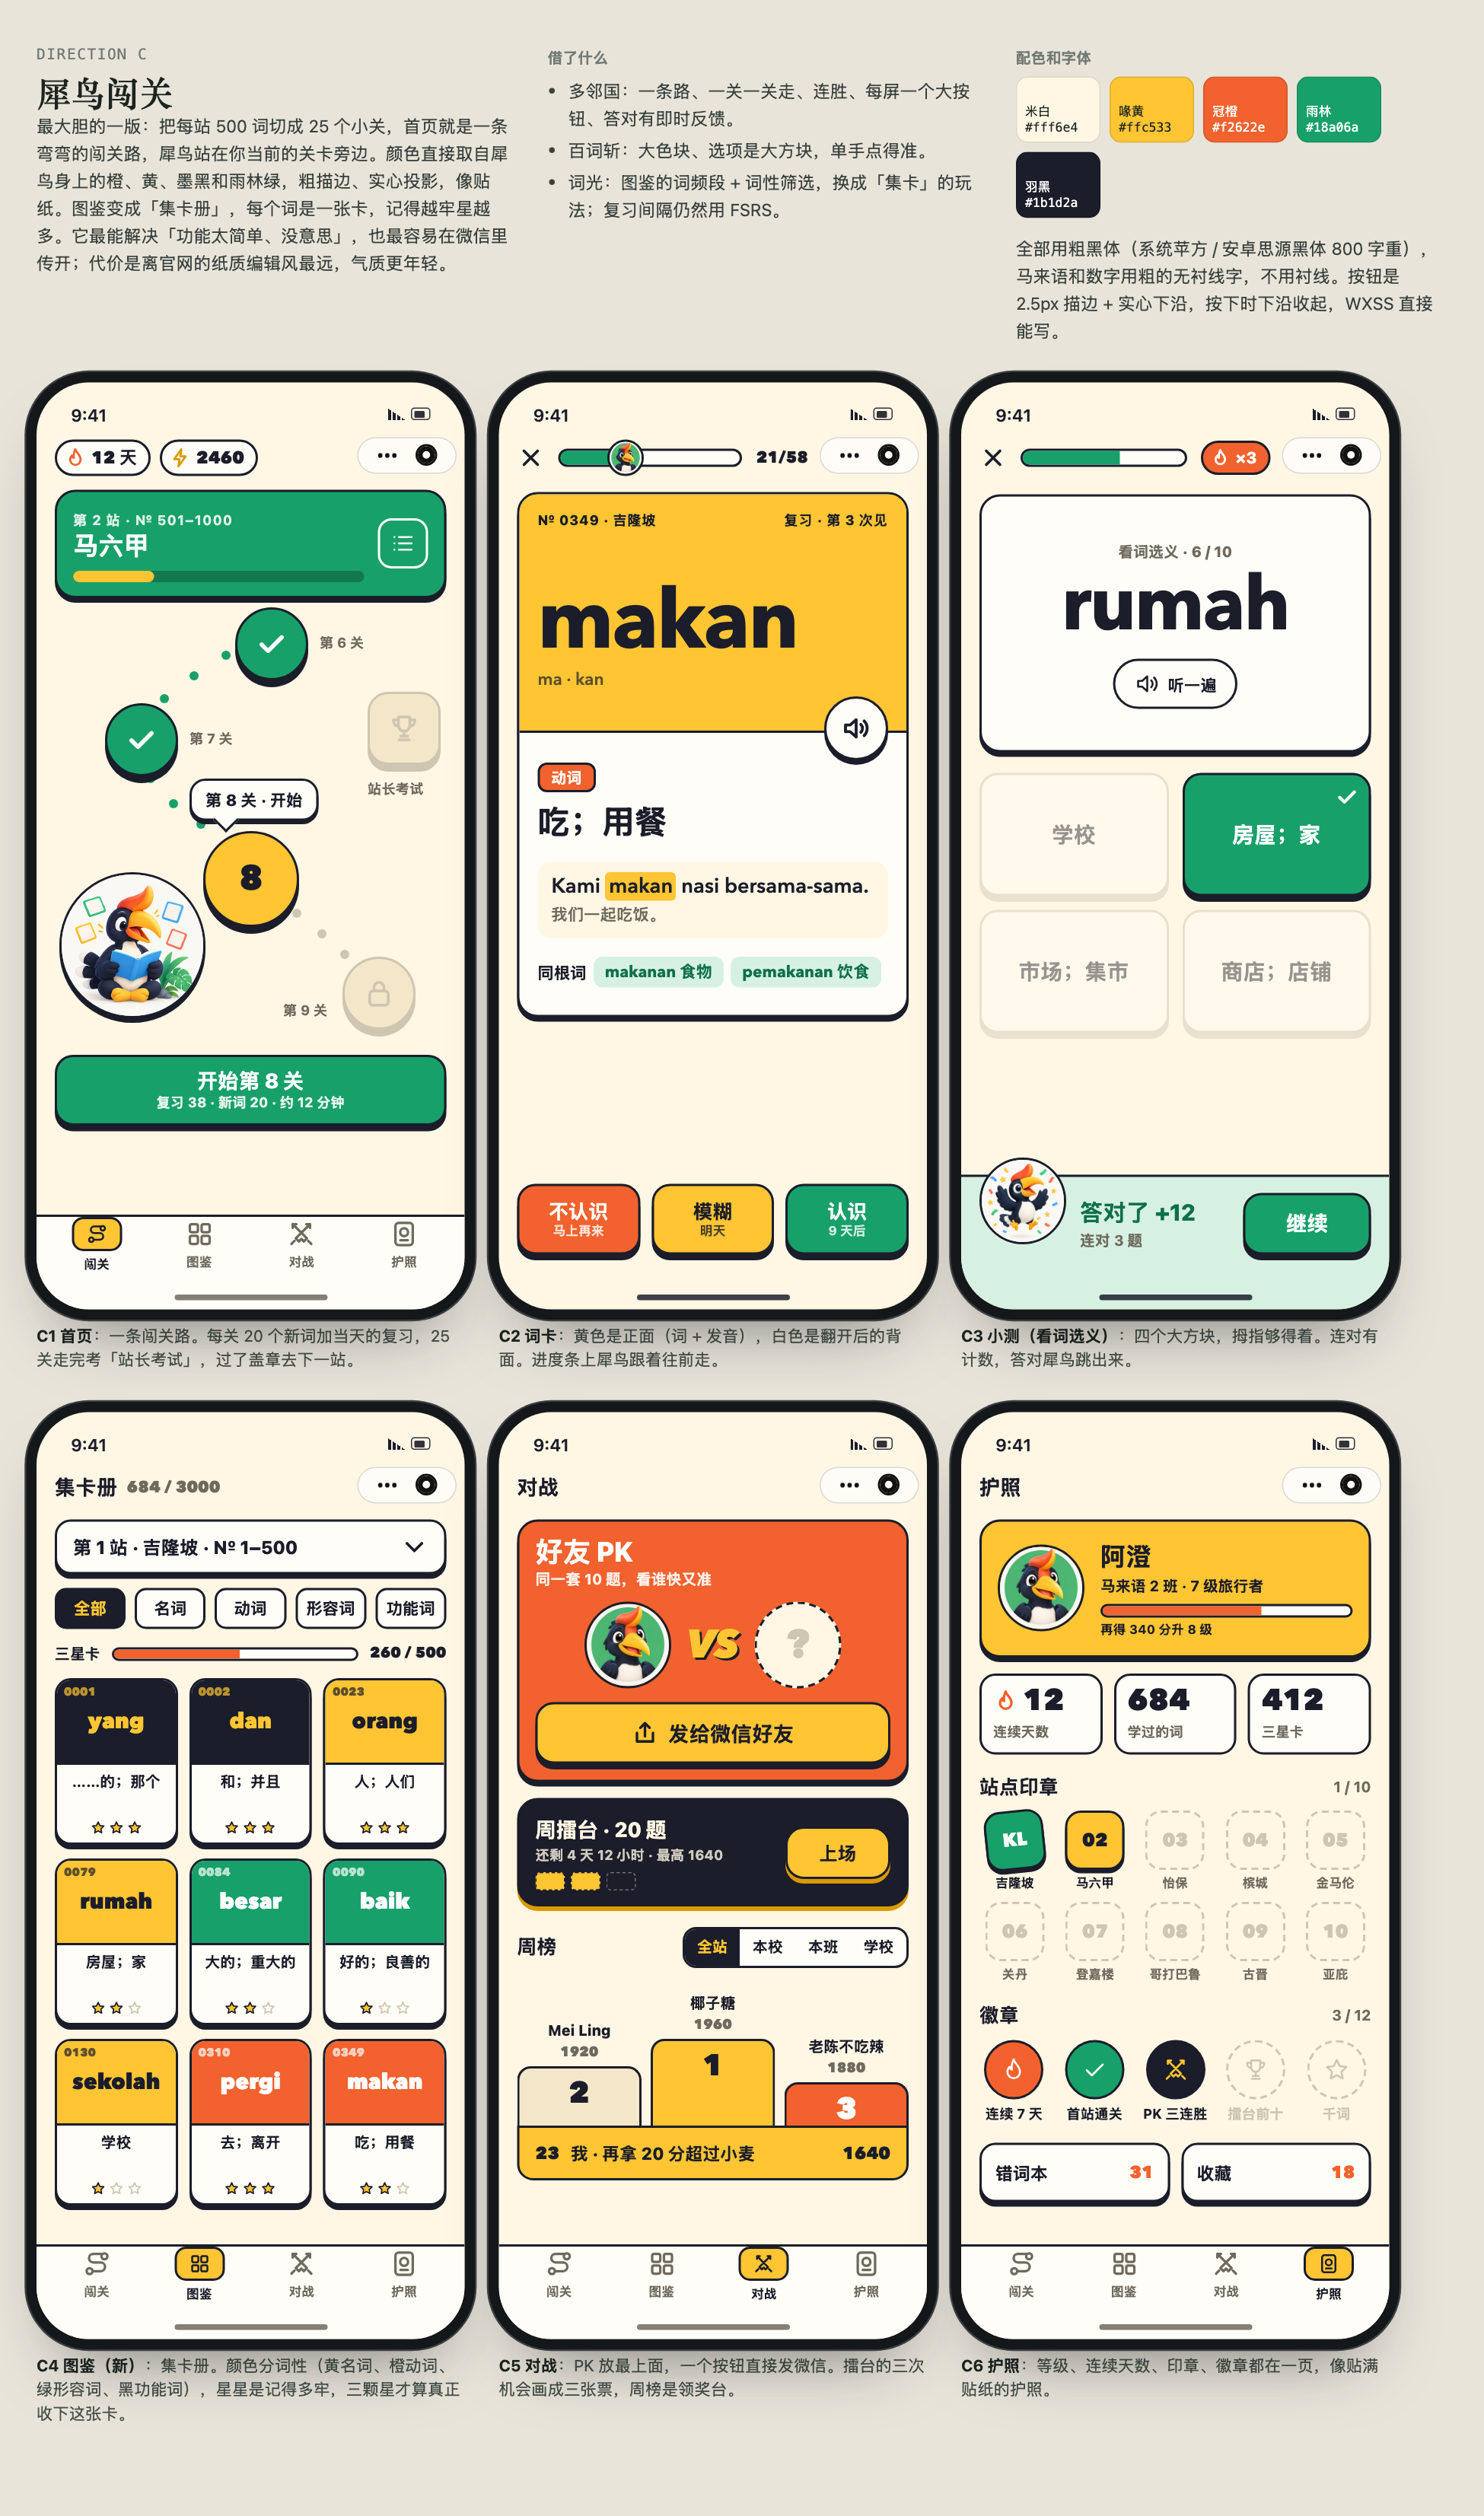 DIRECTION C
犀鸟闯关
最大胆的一版：把每站 500 词切成 25 个小关，首页就是一条
弯弯的闯关路，犀鸟站在你当前的关卡旁边。颜色直接取自犀
鸟身上的橙、黄、墨黑和雨林绿，粗描边、实心投影，像贴
纸。图鉴变成「集卡册」，每个词是一张卡，记得越牢星越
多。它最能解决「功能太简单、没意思」，也最容易在微信里
传开；代价是离官网的纸质编辑风最远，气质更年轻。
借了什么
• 多邻国：一条路、一关一关走、连胜、每屏一个大按
钮、答对有即时反馈。
• 百词斩：大色块、选项是大方块，单手点得准。
• 词光：图鉴的词频段 + 词性筛选，换成「集卡」的玩
法；复习间隔仍然用 FSRS。
配色和字体
米白
#fff6e4
喙黄
#ffc533
冠橙
#f2622e
雨林
#18a06a
羽黑
#1b1d2a
全部用粗黑体（系统苹方 / 安卓思源黑体 800 字重），
马来语和数字用粗的无衬线字，不用衬线。按钮是
2.5px 描边 + 实心下沿，按下时下沿收起，WXSS 直接
能写。
9:41
12 天
2460
第 2 站 · № 501–1000
马六甲
第 6 关
第 7 关
站长考试
第 8 关 · 开始
8
第 9 关
开始第 8 关
复习 38 · 新词 20 · 约 12 分钟
闯关
图鉴
对战
护照
C1 首页：一条闯关路。每关 20 个新词加当天的复习，25
关走完考「站长考试」，过了盖章去下一站。
9:41
21/58
№ 0349 · 吉隆坡
复习 · 第 3 次见
makan
ma · kan
动词
吃；用餐
Kami makan nasi bersama-sama.
我们一起吃饭。
同根词
makanan 食物
pemakanan 饮食
不认识
马上再来
模糊
明天
认识
9 天后
C2 词卡：黄色是正面（词 + 发音），白色是翻开后的背
面。进度条上犀鸟跟着往前走。
9:41
×3
看词选义 · 6 / 10
rumah
听一遍
学校
房屋；家
市场；集市
商店；店铺
答对了 +12
连对 3 题
继续
C3 小测（看词选义）：四个大方块，拇指够得着。连对有
计数，答对犀鸟跳出来。
9:41
集卡册 684 / 3000
第 1 站 · 吉隆坡 · № 1–500
全部
名词
动词
形容词
功能词
三星卡
260 / 500
0001
yang
……的；那个
0002
dan
和；并且
0023
orang
人；人们
0079
rumah
房屋；家
0084
besar
大的；重大的
0090
baik
好的；良善的
0130
sekolah
学校
0310
pergi
去；离开
0349
makan
吃；用餐
闯关
图鉴
对战
护照
C4 图鉴（新）：集卡册。颜色分词性（黄名词、橙动词、
绿形容词、黑功能词），星星是记得多牢，三颗星才算真正
收下这张卡。
9:41
对战
好友 PK
同一套 10 题，看谁快又准
VS
?
发给微信好友
周擂台 · 20 题
还剩 4 天 12 小时 · 最高 1640
上场
周榜
全站
本校
本班
学校
Mei Ling
1920
2
椰子糖
1960
1
老陈不吃辣
1880
3
23 我 · 再拿 20 分超过小麦 1640
闯关
图鉴
对战
护照
C5 对战：PK 放最上面，一个按钮直接发微信。擂台的三次
机会画成三张票，周榜是领奖台。
9:41
护照
阿澄
马来语 2 班 · 7 级旅行者
再得 340 分升 8 级
12
连续天数
684
学过的词
412
三星卡
站点印章
1 / 10
KL
吉隆坡
02
马六甲
03
怡保
04
槟城
05
金马伦
06
关丹
07
登嘉楼
08
哥打巴鲁
09
古晋
10
亚庇
徽章
3 / 12
连续 7 天
首站通关
PK 三连胜
擂台前十
千词
错词本
31
收藏
18
闯关
图鉴
对战
护照
C6 护照：等级、连续天数、印章、徽章都在一页，像贴满
贴纸的护照。